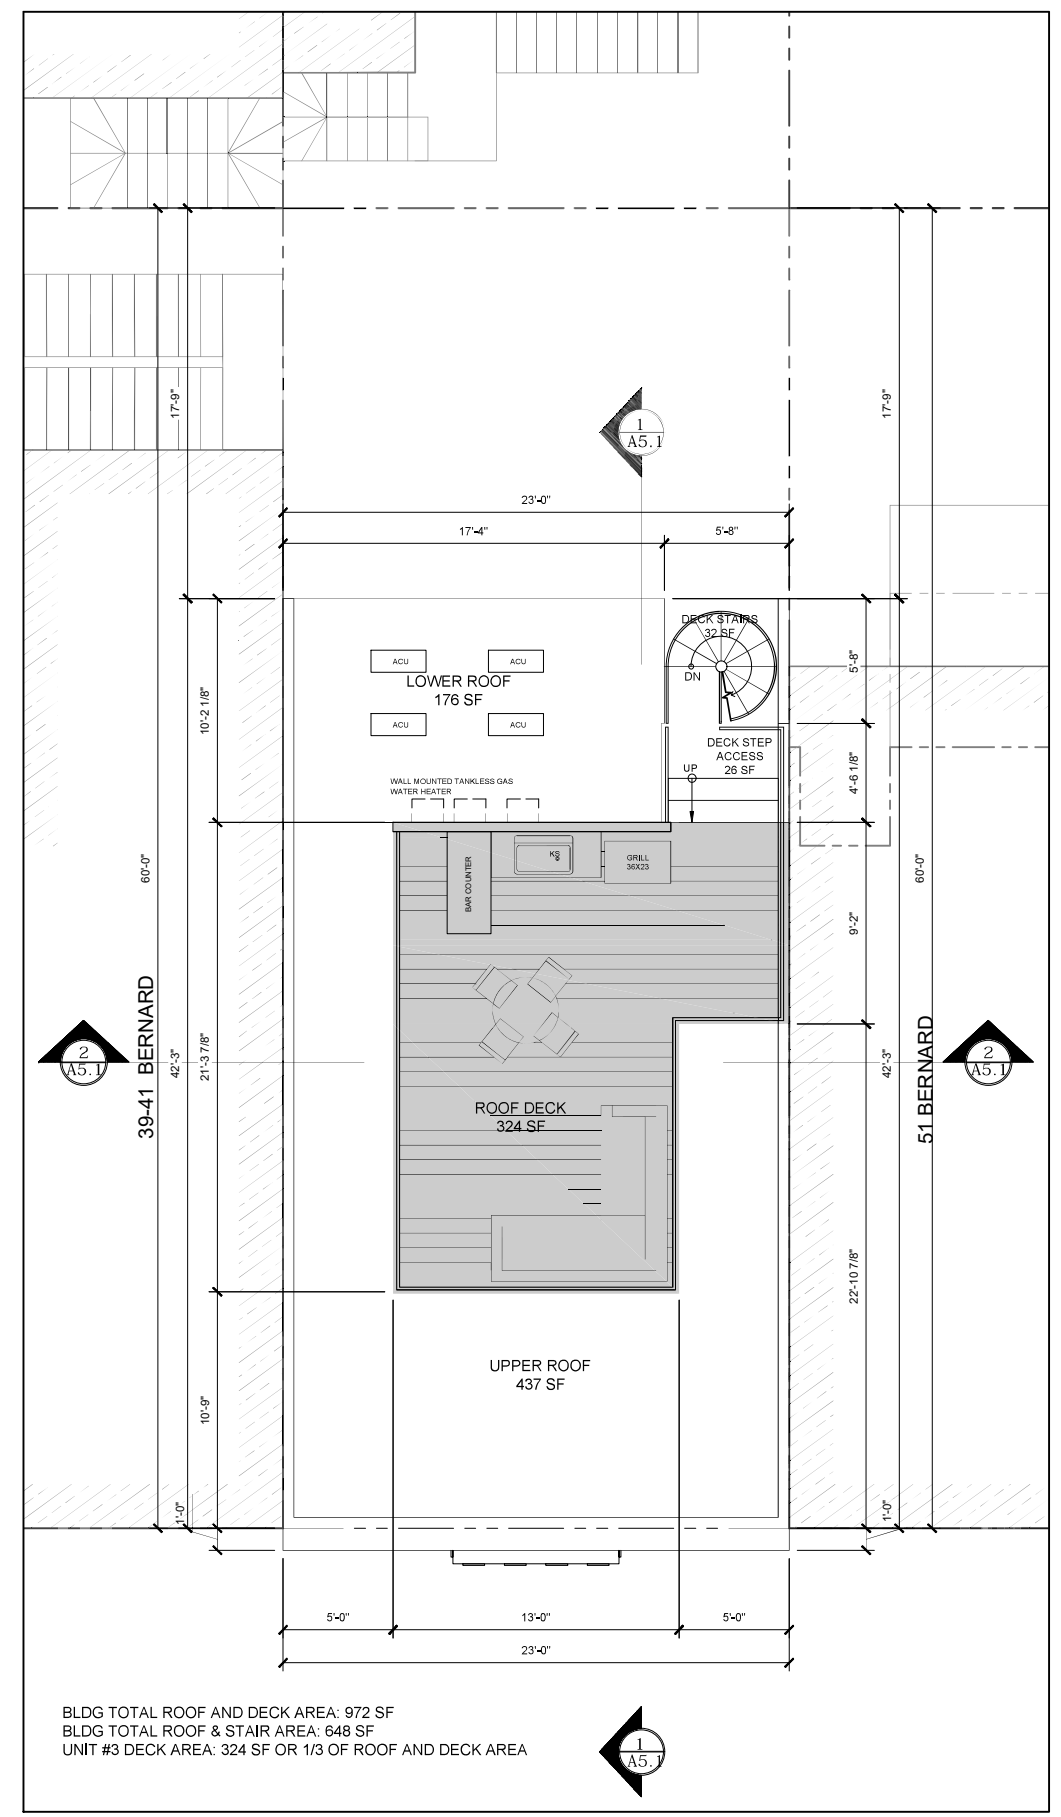 1
A5.1
17'-9"
17'-9"
23'-0"
17'-4"
5'-8"
DECK STAIRS
32 SF
ACU
ACU
DN
5'-8"
LOWER ROOF
176 SF
10'-2 1/8"
ACU
ACU
DECK STEP
ACCESS
26 SF
UP
4'-6 1/8"
WALL MOUNTED TANKLESS GAS
WATER HEATER
60'-0"
KS
GRILL
36X23
BAR COUNTER
60'-0"
9'-2"
39-41 BERNARD
2
A5.1
42'-3"
21'-3 7/8"
42'-3"
51 BERNARD
2
A5.1
ROOF DECK
324 SF
22'-10 7/8"
UPPER ROOF
437 SF
10'-9"
1'-0"
1'-0"
5'-0"
13'-0"
5'-0"
23'-0"
BLDG TOTAL ROOF AND DECK AREA: 972 SF
BLDG TOTAL ROOF & STAIR AREA: 648 SF
UNIT #3 DECK AREA: 324 SF OR 1/3 OF ROOF AND DECK AREA
1
A5.1